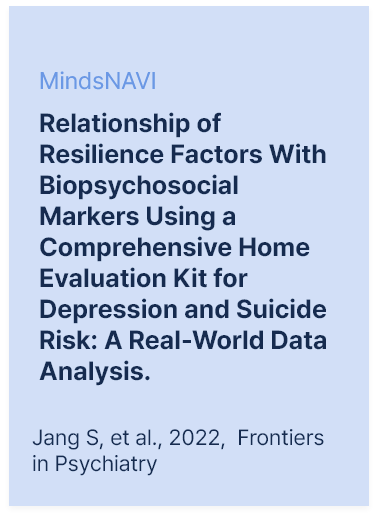 MindsNAVI
Relationship of
Resilience Factors With
Biopsychosocial
Markers Using a
Comprehensive Home
Evaluation Kit for
Depression and Suicide
Risk: A Real-World Data
Analysis.
Jang S, et al., 2022,  Frontiers
in Psychiatry